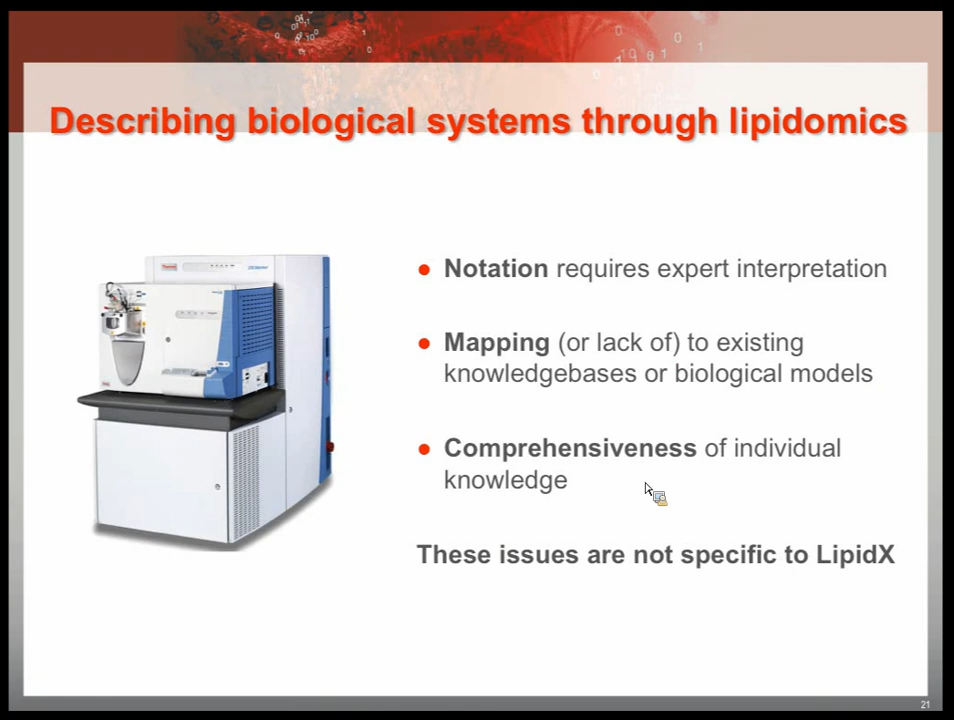 Describing biological systems through lipidomics
Notation requires expert interpretation
Mapping (or lack of) to existing
knowledgebases or biological models
Comprehensiveness of individual
knowledge
These issues are not specific to LipidX
21